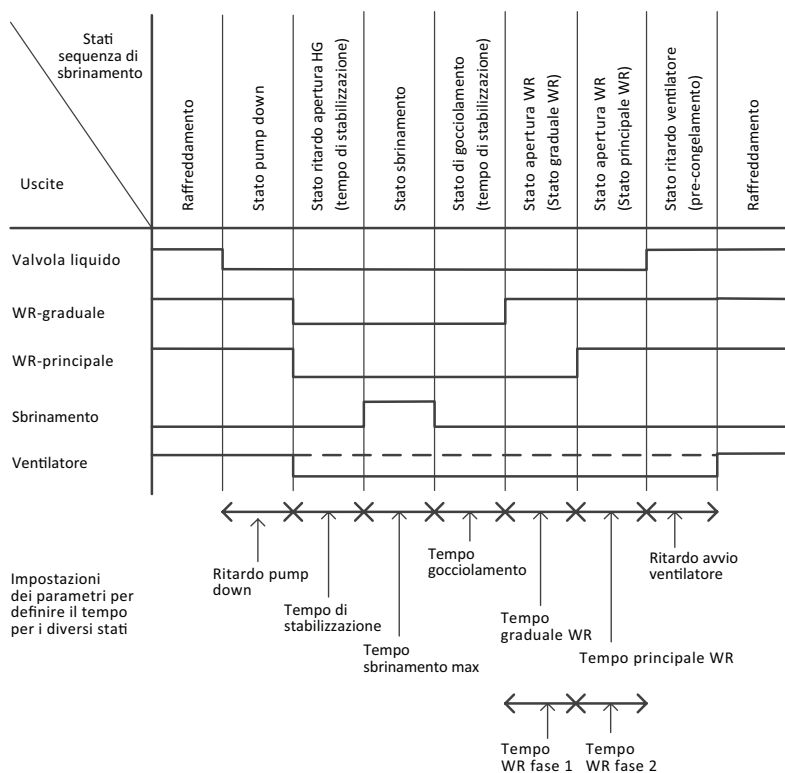 Stati
sequenza di
sbrinamento
Uscite
Raffreddamento
Stato pump down
Stato ritardo apertura HG
(tempo di stabilizzazione)
Stato sbrinamento
Stato di gocciolamento
(tempo di stabilizzazione)
Stato apertura WR
(Stato graduale WR)
Stato apertura WR
(Stato principale WR)
Stato ritardo ventilatore
(pre-congelamento)
Raffreddamento
Valvola liquido
WR-graduale
WR-principale
Sbrinamento
Ventilatore
Impostazioni
dei parametri per
definire il tempo
per i diversi stati
Ritardo pump
down
Tempo di
stabilizzazione
Tempo
sbrinamento max
Tempo
gocciolamento
Tempo
graduale WR
Tempo principale WR
Ritardo avvio
ventilatore
Tempo
WR fase 1
Tempo
WR fase 2